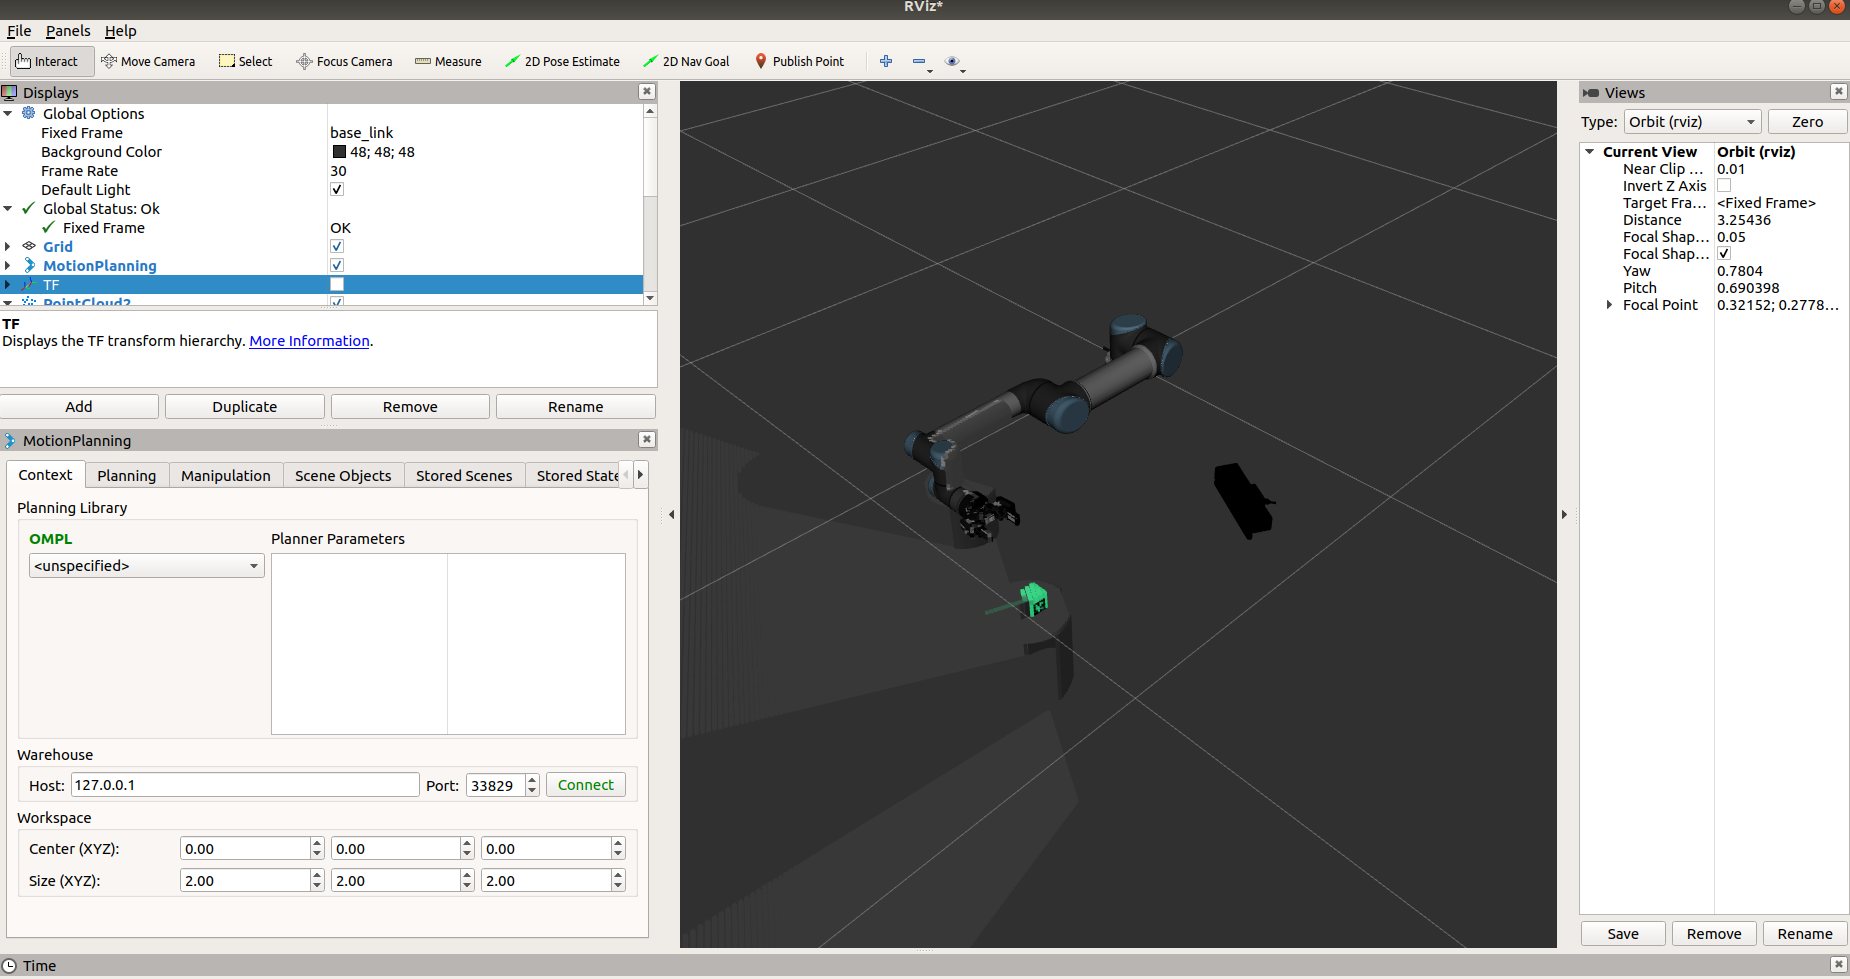 RViz*
File Panels Help
Interact Move Camera Select Focus Camera Measure 2D Pose Estimate 2D Nav Goal Publish Point
Displays
Global Options
Fixed Frame base_link
Background Color 48; 48; 48
Frame Rate 30
Default Light
Global Status: Ok
Fixed Frame OK
Grid
MotionPlanning
TF
PointCloud2
TF
Displays the TF transform hierarchy. More Information.
Add Duplicate Remove Rename
MotionPlanning
Context Planning Manipulation Scene Objects Stored Scenes Stored State
Planning Library
OMPL Planner Parameters
<unspecified>
Warehouse
Host: 127.0.0.1 Port: 33829 Connect
Workspace
Center (XYZ): 0.00 0.00 0.00
Size (XYZ): 2.00 2.00 2.00
Views
Type: Orbit (rviz) Zero
Current View Orbit (rviz)
Near Clip ... 0.01
Invert Z Axis
Target Fra... <Fixed Frame>
Distance 3.25436
Focal Shap... 0.05
Focal Shap...
Yaw 0.7804
Pitch 0.690398
Focal Point 0.32152; 0.2778...
Save Remove Rename
Time